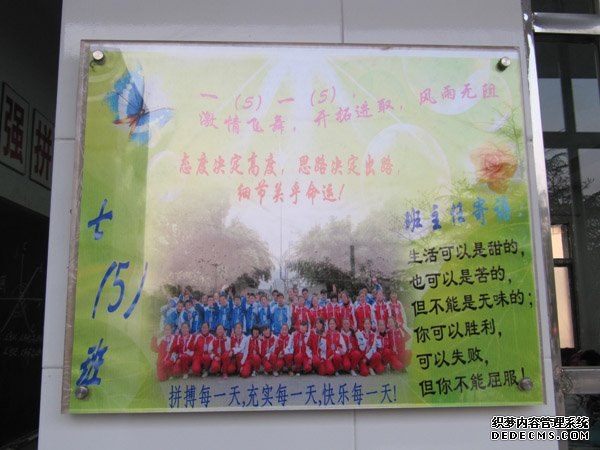 一（5）一（5），
激情飞舞，开拓进取，风雨无阻
态度决定高度，思路决定出路，
细节关乎命运！
七(5)班
班主任寄语
生活可以是甜的，
也可以是苦的，
但不能是无味的；
你可以胜利，
可以失败，
但你不能屈服！
拼搏每一天，充实每一天，快乐每一天！
强拼
织梦内容管理系统
DEDECMS.COM